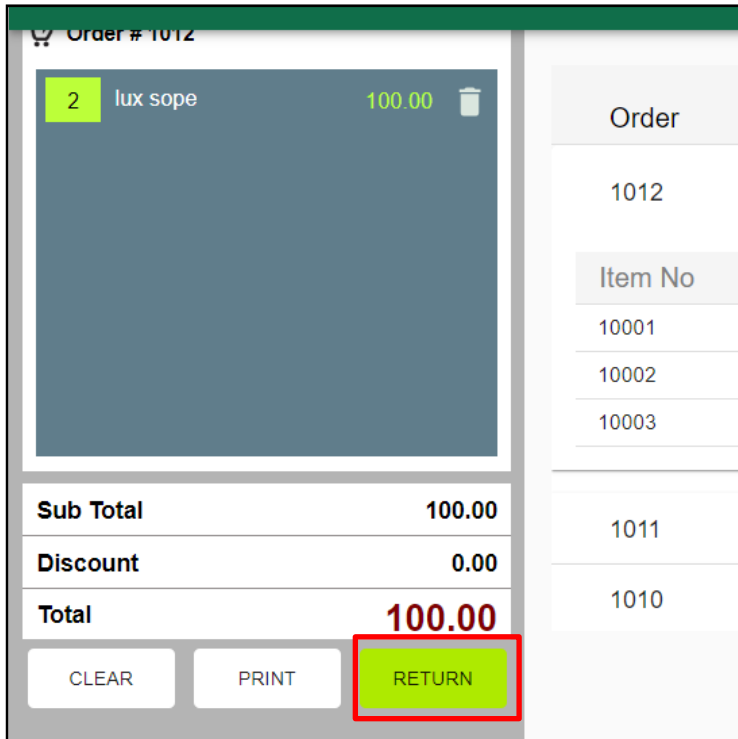 Order # 1012
2 lux sope 100.00
Sub Total 100.00
Discount 0.00
Total 100.00
CLEAR PRINT RETURN
Order
1012
Item No
10001
10002
10003
1011
1010